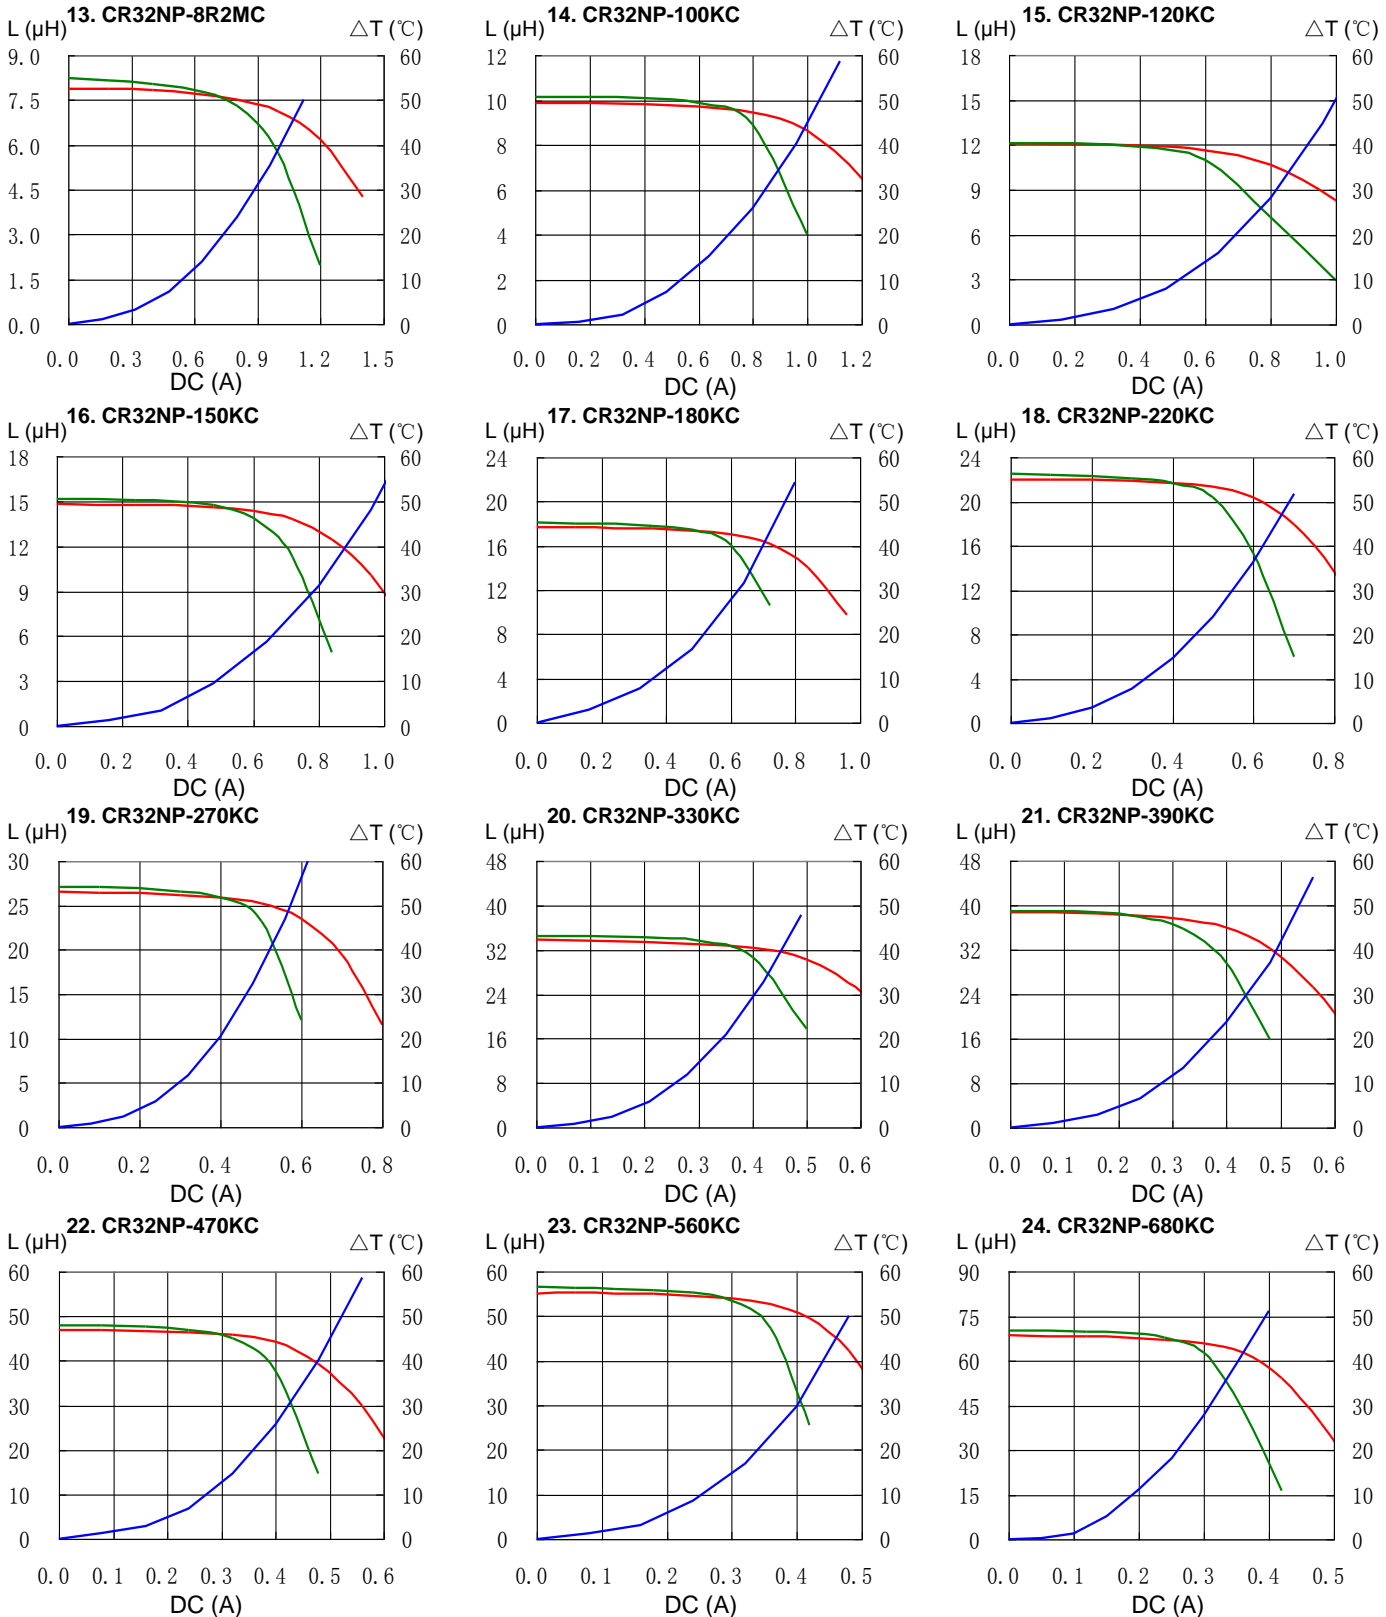 13. CR32NP-8R2MC
L (μH)
△T (℃)
9.0
7.5
6.0
4.5
3.0
1.5
0.0
60
50
40
30
20
10
0
0.0 0.3 0.6 0.9 1.2 1.5
DC (A)
14. CR32NP-100KC
L (μH)
△T (℃)
12
10
8
6
4
2
0
60
50
40
30
20
10
0
0.0 0.2 0.4 0.6 0.8 1.0 1.2
DC (A)
15. CR32NP-120KC
L (μH)
△T (℃)
18
15
12
9
6
3
0
60
50
40
30
20
10
0
0.0 0.2 0.4 0.6 0.8 1.0
DC (A)
16. CR32NP-150KC
L (μH)
△T (℃)
18
15
12
9
6
3
0
60
50
40
30
20
10
0
0.0 0.2 0.4 0.6 0.8 1.0
DC (A)
17. CR32NP-180KC
L (μH)
△T (℃)
24
20
16
12
8
4
0
60
50
40
30
20
10
0
0.0 0.2 0.4 0.6 0.8 1.0
DC (A)
18. CR32NP-220KC
L (μH)
△T (℃)
24
20
16
12
8
4
0
60
50
40
30
20
10
0
0.0 0.2 0.4 0.6 0.8
DC (A)
19. CR32NP-270KC
L (μH)
△T (℃)
30
25
20
15
10
5
0
60
50
40
30
20
10
0
0.0 0.2 0.4 0.6 0.8
DC (A)
20. CR32NP-330KC
L (μH)
△T (℃)
48
40
32
24
16
8
0
60
50
40
30
20
10
0
0.0 0.1 0.2 0.3 0.4 0.5 0.6
DC (A)
21. CR32NP-390KC
L (μH)
△T (℃)
48
40
32
24
16
8
0
60
50
40
30
20
10
0
0.0 0.1 0.2 0.3 0.4 0.5 0.6
DC (A)
22. CR32NP-470KC
L (μH)
△T (℃)
60
50
40
30
20
10
0
60
50
40
30
20
10
0
0.0 0.1 0.2 0.3 0.4 0.5 0.6
DC (A)
23. CR32NP-560KC
L (μH)
△T (℃)
60
50
40
30
20
10
0
60
50
40
30
20
10
0
0.0 0.1 0.2 0.3 0.4 0.5
DC (A)
24. CR32NP-680KC
L (μH)
△T (℃)
90
75
60
45
30
15
0
60
50
40
30
20
10
0
0.0 0.1 0.2 0.3 0.4 0.5
DC (A)